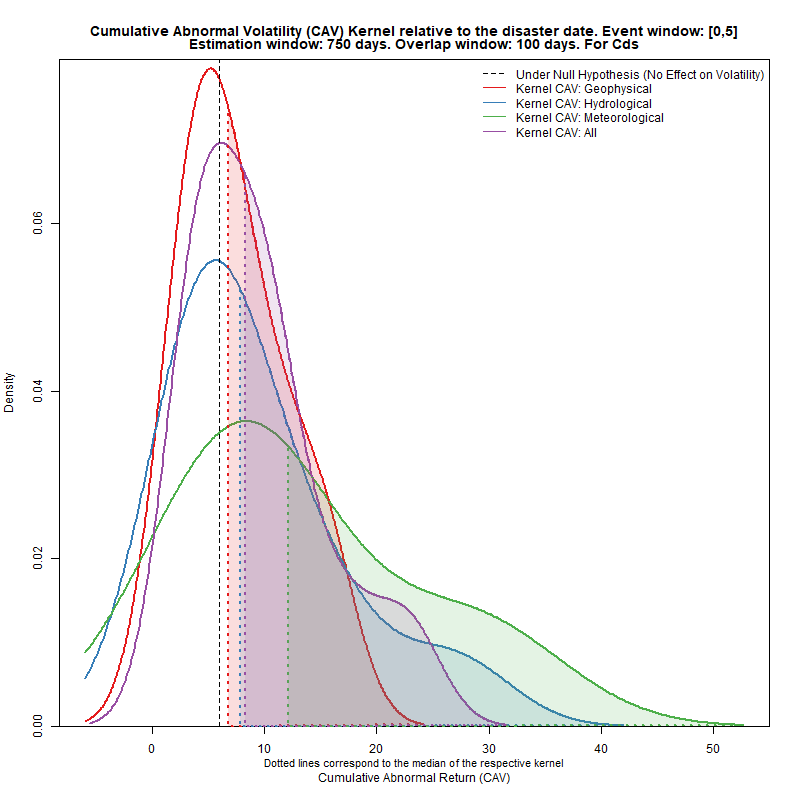 Cumulative Abnormal Volatility (CAV) Kernel relative to the disaster date. Event window: [0,5]
Estimation window: 750 days. Overlap window: 100 days. For Cds
Under Null Hypothesis (No Effect on Volatility)
Kernel CAV: Geophysical
Kernel CAV: Hydrological
Kernel CAV: Meteorological
Kernel CAV: All
Density
0.06
0.04
0.02
0.00
0 10 20 30 40 50
Dotted lines correspond to the median of the respective kernel
Cumulative Abnormal Return (CAV)